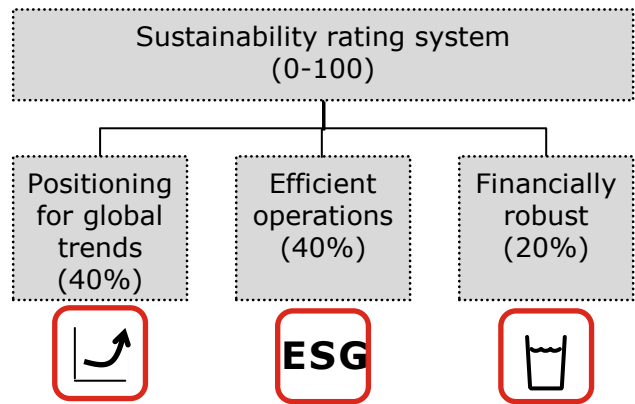 Sustainability rating system
(0-100)
Positioning
for global
trends
(40%)
Efficient
operations
(40%)
Financially
robust
(20%)
ESG